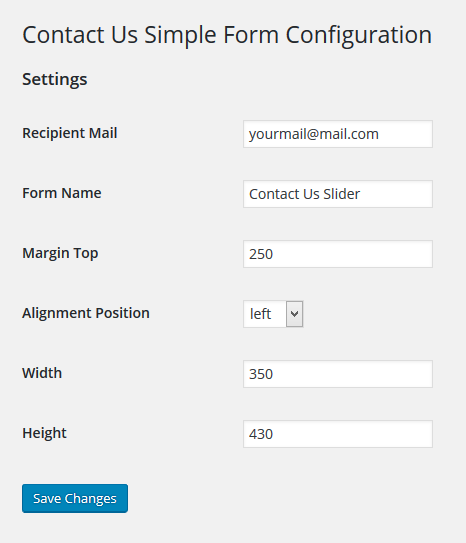 Contact Us Simple Form Configuration
Settings
Recipient Mail yourmail@mail.com
Form Name Contact Us Slider
Margin Top 250
Alignment Position left
Width 350
Height 430
Save Changes